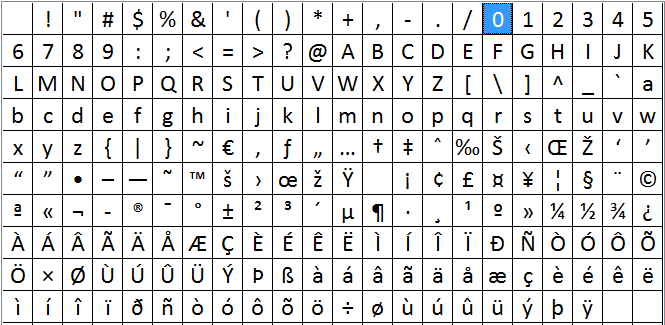 ! " # $ % & ' ( ) * + , - . / 0 1 2 3 4 5
6 7 8 9 : ; < = > ? @ A B C D E F G H I J K
L M N O P Q R S T U V W X Y Z [ \ ] ^ _ ` a
b c d e f g h i j k l m n o p q r s t u v w
x y z { | } ~ € ‚ ƒ „ … † ‡ ˆ ‰ Š ‹ Œ Ž ‘ ’
“ ” • – — ˜ ™ š › œ ž Ÿ ¡ ¢ £ ¤ ¥ ¦ § ¨ ©
ª « ¬ - ® ¯ ° ± ² ³ ´ µ ¶ · ¸ ¹ º » ¼ ½ ¾ ¿
À Á Â Ã Ä Å Æ Ç È É Ê Ë Ì Í Î Ï Ð Ñ Ò Ó Ô Õ
Ö × Ø Ù Ú Û Ü Ý Þ ß à á â ã ä å æ ç è é ê ë
ì í î ï ð ñ ò ó ô õ ö ÷ ø ù ú û ü ý þ ÿ